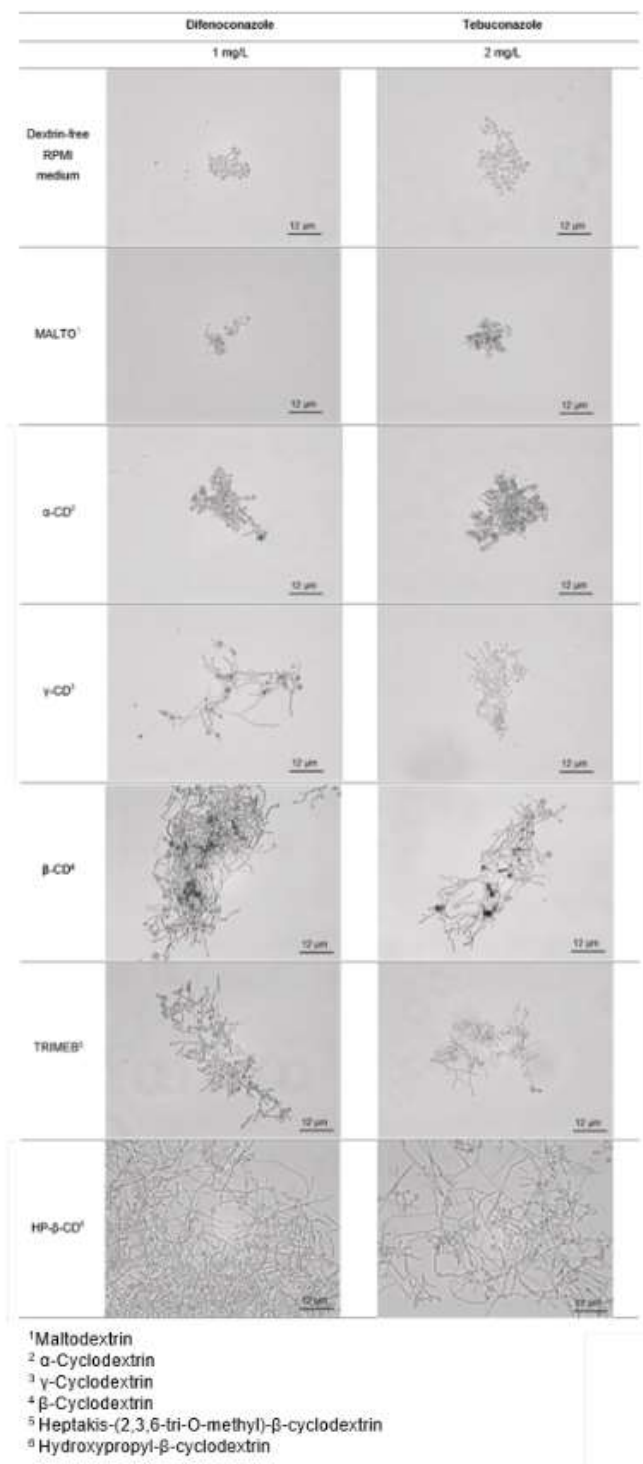 Difenoconazole Tebuconazole
1 mg/L 2 mg/L
Dextrin-free
RPMI
medium
12 µm 12 µm
MALTO¹
12 µm 12 µm
α-CD²
12 µm 12 µm
γ-CD³
12 µm 12 µm
β-CD⁴
12 µm 12 µm
TRIMEB⁵
12 µm 12 µm
HP-β-CD⁶
12 µm 12 µm
¹Maltodextrin
² α-Cyclodextrin
³ γ-Cyclodextrin
⁴ β-Cyclodextrin
⁵ Heptakis-(2,3,6-tri-O-methyl)-β-cyclodextrin
⁶ Hydroxypropyl-β-cyclodextrin